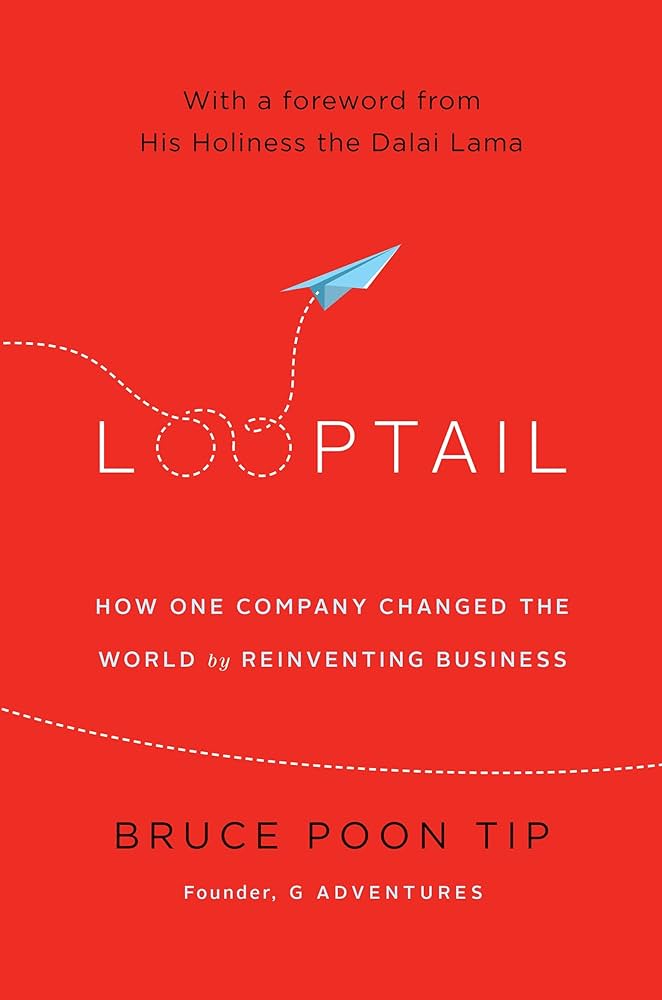 With a foreword from
His Holiness the Dalai Lama
LOOPTAIL
HOW ONE COMPANY CHANGED THE
WORLD by REINVENTING BUSINESS
BRUCE POON TIP
Founder, G ADVENTURES